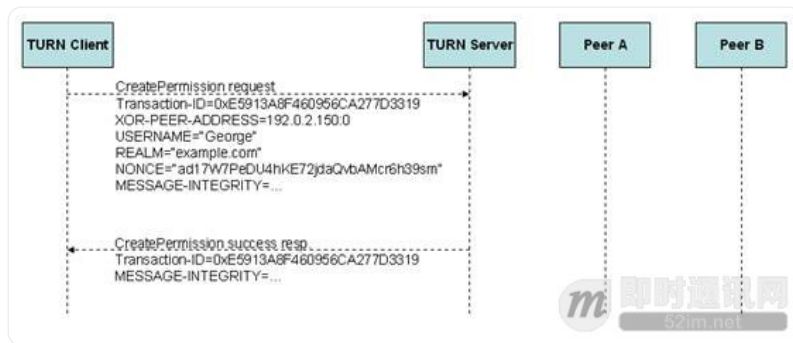 TURN Client
TURN Server
Peer A
Peer B
CreatePermission request
Transaction-ID=0xE5913A8F460956CA277D3319
XOR-PEER-ADDRESS=192.0.2.150:0
USERNAME="George"
REALM="example.com"
NONCE="ad17W7PeDU4hKE72jdaQvbAMcr6h39sm"
MESSAGE-INTEGRITY=...
CreatePermission success resp
Transaction-ID=0xE5913A8F460956CA277D3319
MESSAGE-INTEGRITY=...
即时通讯网
52im.net